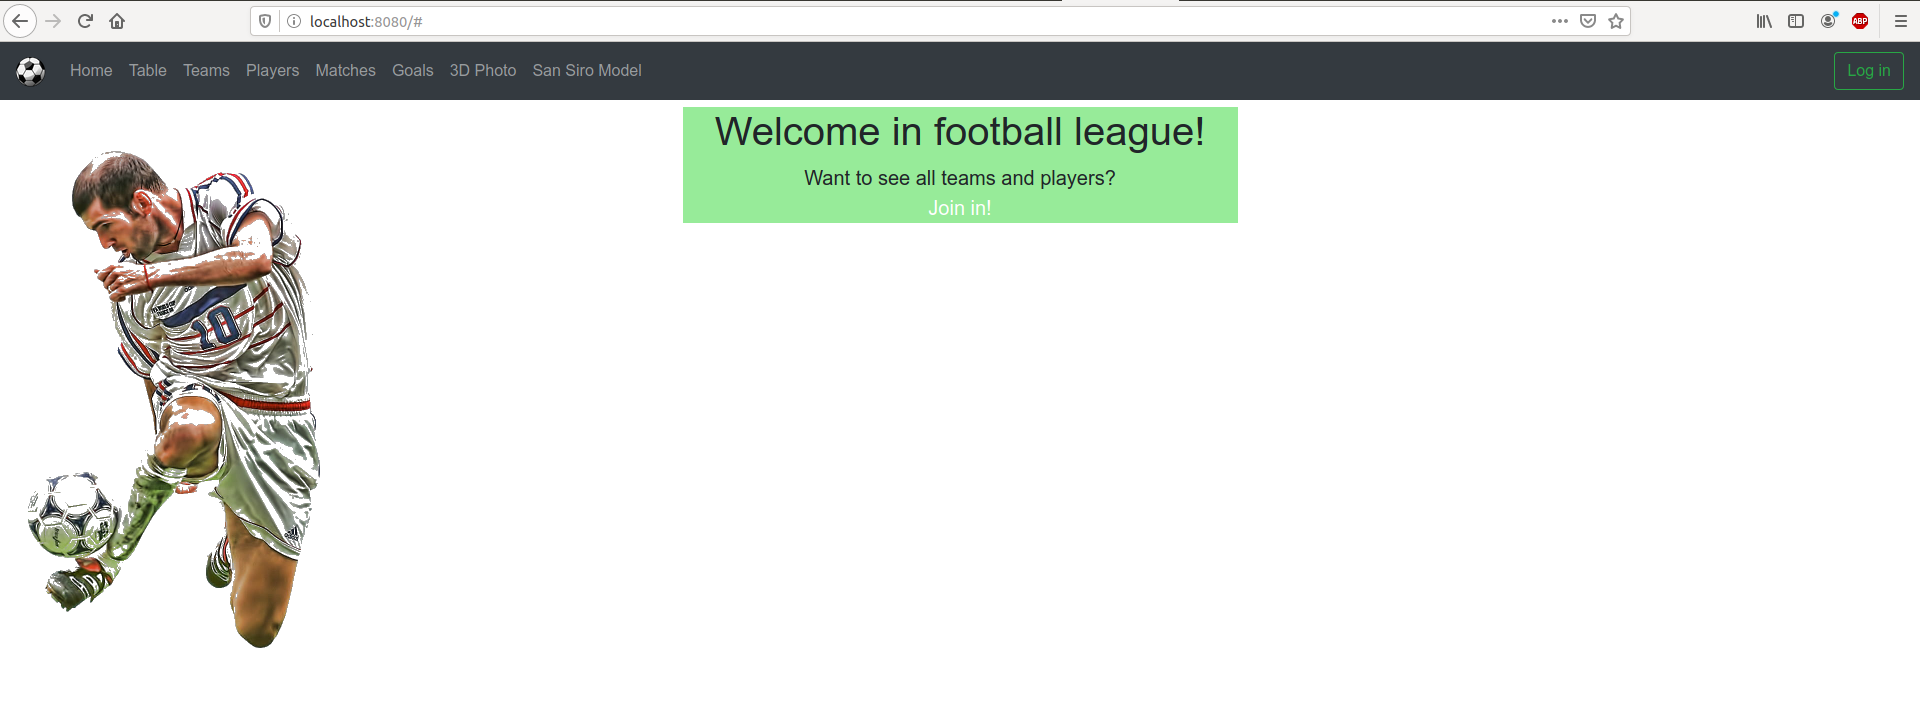 localhost:8080/#
ABP
Home Table Teams Players Matches Goals 3D Photo San Siro Model
Log in
Welcome in football league!
Want to see all teams and players?
Join in!
10